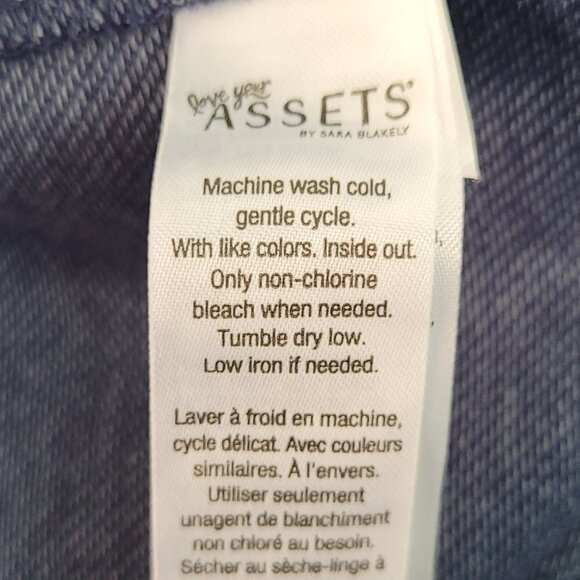 love your
ASSETS®
BY SARA BLAKELY
Machine wash cold,
gentle cycle.
With like colors. Inside out.
Only non-chlorine
bleach when needed.
Tumble dry low.
Low iron if needed.
Laver à froid en machine,
cycle délicat. Avec couleurs
similaires. À l'envers.
Utiliser seulement
unagent de blanchiment
non chloré au besoin.
Sécher au sèche-linge à